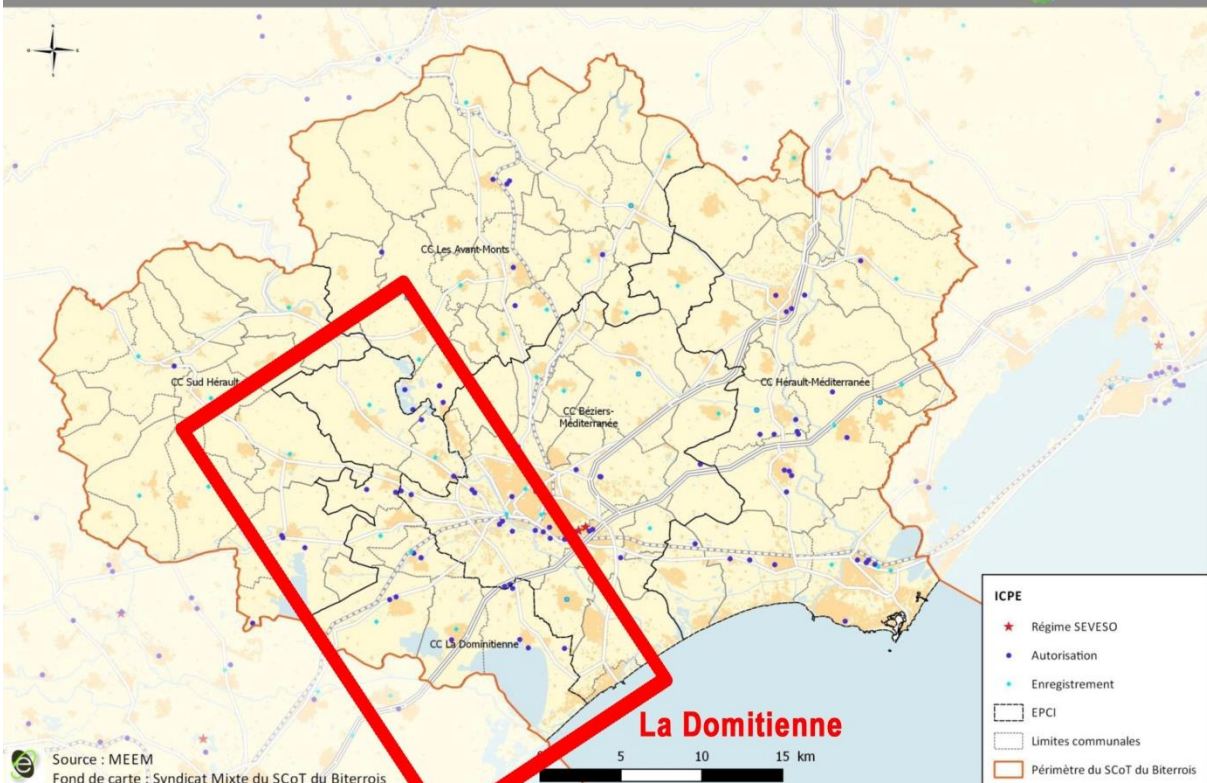 CC Les Avant-Monts
CC Sud Hérault
CC Hérault-Méditerranée
CC Béziers-
Méditerranée
CC La Dominitienne
La Domitienne
5 10 15 km
ICPE
Régime SEVESO
Autorisation
Enregistrement
EPCI
Limites communales
Périmètre du SCoT du Biterrois
Source : MEEM
Fond de carte : Syndicat Mixte du SCoT du Biterrois